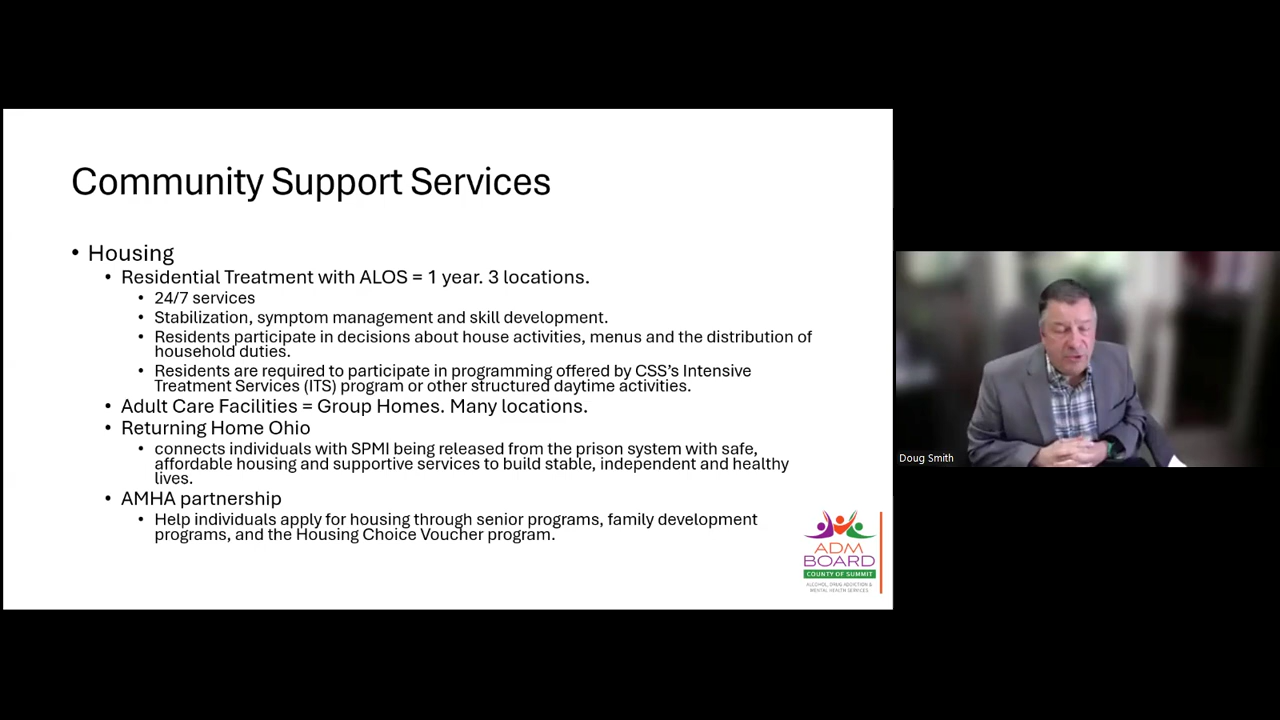 Community Support Services
• Housing
• Residential Treatment with ALOS = 1 year. 3 locations.
• 24/7 services
• Stabilization, symptom management and skill development.
• Residents participate in decisions about house activities, menus and the distribution of
household duties.
• Residents are required to participate in programming offered by CSS's Intensive
Treatment Services (ITS) program or other structured daytime activities.
• Adult Care Facilities = Group Homes. Many locations.
• Returning Home Ohio
• connects individuals with SPMI being released from the prison system with safe,
affordable housing and supportive services to build stable, independent and healthy
lives.
• AMHA partnership
• Help individuals apply for housing through senior programs, family development
programs, and the Housing Choice Voucher program.
ADM
BOARD
COUNTY OF SUMMIT
ALCOHOL, DRUG ADDICTION &
MENTAL HEALTH SERVICES
Doug Smith